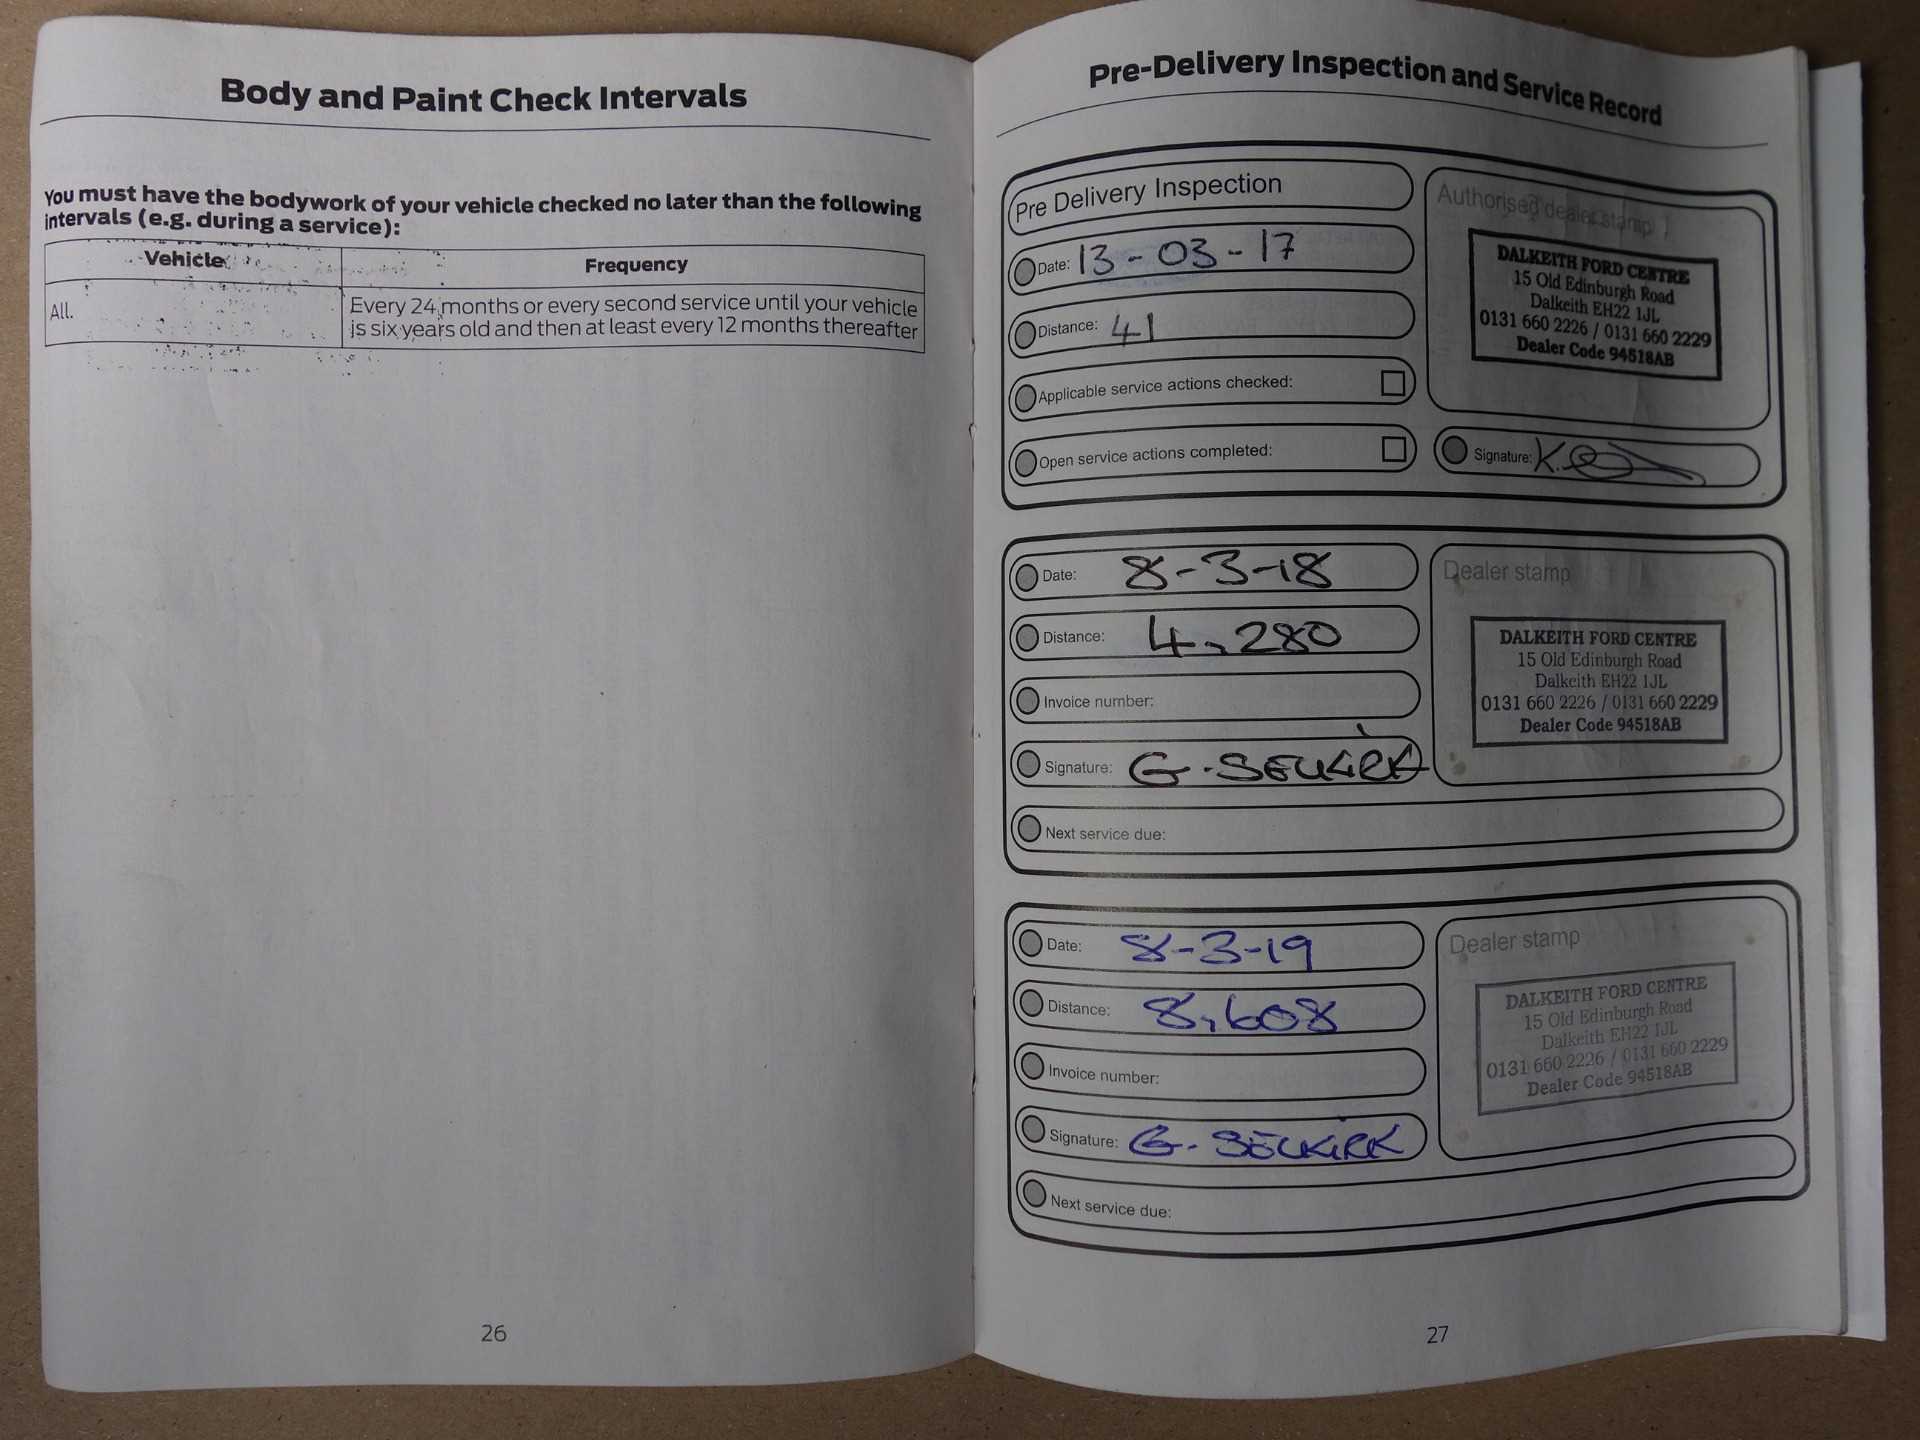 Body and Paint Check Intervals
You must have the bodywork of your vehicle checked no later than the following
intervals (e.g. during a service):
Vehicle
Frequency
All.
Every 24 months or every second service until your vehicle
is six years old and then at least every 12 months thereafter
26
Pre-Delivery Inspection and Service Record
Pre Delivery Inspection
Date: 13-03-17
Distance: 41
Applicable service actions checked:
Open service actions completed:
Authorised dealer stamp
DALKEITH FORD CENTRE
15 Old Edinburgh Road
Dalkeith EH22 1JL
0131 660 2226 / 0131 660 2229
Dealer Code 94518AB
Signature: K.
Date: 8-3-18
Distance: 4,280
Invoice number:
Signature: G. SELKIRK
Next service due:
Dealer stamp
DALKEITH FORD CENTRE
15 Old Edinburgh Road
Dalkeith EH22 1JL
0131 660 2226 / 0131 660 2229
Dealer Code 94518AB
Date: 8-3-19
Distance: 8,608
Invoice number:
Signature: G. SELKIRK
Next service due:
Dealer stamp
DALKEITH FORD CENTRE
15 Old Edinburgh Road
Dalkeith EH22 1JL
0131 660 2226 / 0131 660 2229
Dealer Code 94518AB
27